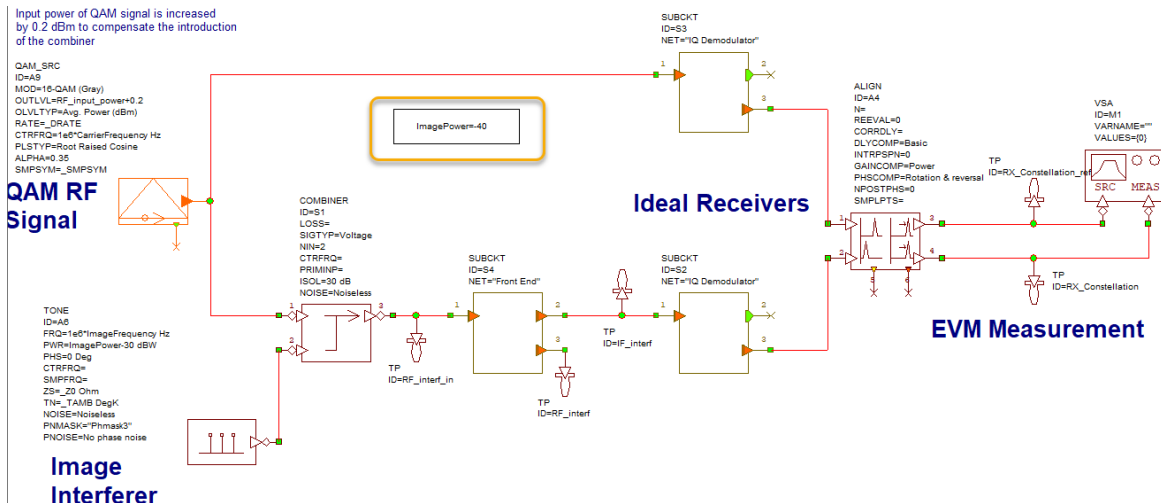 Input power of QAM signal is increased
by 0.2 dBm to compensate the introduction
of the combiner
QAM_SRC
ID=A9
MOD=16-QAM (Gray)
OUTLVL=RF_input_power+0.2
OLVLTYP=Avg. Power (dBm)
RATE=_DRATE
CTRFRQ=1e6*CarrierFrequency Hz
PLSTYP=Root Raised Cosine
ALPHA=0.35
SMPSYM=_SMPSYM
QAM RF
Signal
ImagePower=-40
SUBCKT
ID=S3
NET="IQ Demodulator"
1
2
3
COMBINER
ID=S1
LOSS=
SIGTYP=Voltage
NIN=2
CTRFRQ=
PRIMINP=
ISOL=30 dB
NOISE=Noiseless
1
2
3
TP
ID=RF_interf_in
SUBCKT
ID=S4
NET="Front End"
1
2
3
TP
ID=RF_interf
TP
ID=IF_interf
SUBCKT
ID=S2
NET="IQ Demodulator"
1
2
3
Ideal Receivers
ALIGN
ID=A4
N=
REEVAL=0
CORRDLY=
DLYCOMP=Basic
INTRPSPN=0
GAINCOMP=Power
PHSCOMP=Rotation & reversal
NPOSTPHS=0
SMPLPTS=
1
2
3
4
5
6
TP
ID=RX_Constellation_ref
VSA
ID=M1
VARNAME=""
VALUES={0}
SRC MEAS
TP
ID=RX_Constellation
EVM Measurement
TONE
ID=A6
FRQ=1e6*ImageFrequency Hz
PWR=ImagePower-30 dBW
PHS=0 Deg
CTRFRQ=
SMPFRQ=
ZS=_Z0 Ohm
TN=_TAMB DegK
NOISE=Noiseless
PNMASK="Phmask3"
PNOISE=No phase noise
Image
Interferer